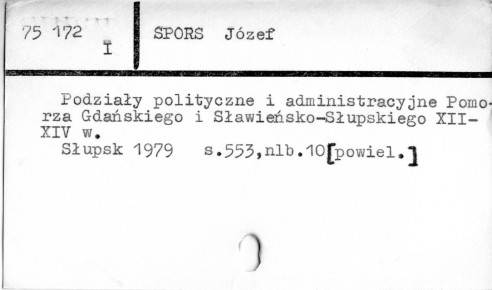 75 172
I
SPORS Józef
Podziały polityczne i administracyjne Pomo-
rza Gdańskiego i Sławieńsko-Słupskiego XII-
XIV w.
Słupsk 1979 s.553,nlb.10[powiel.]